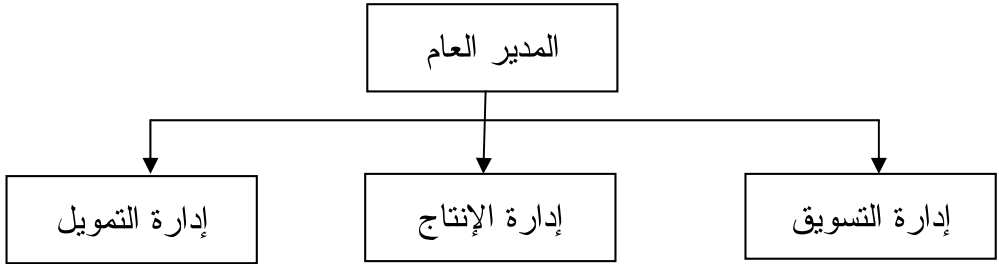 المدير العام
إدارة التسويق
إدارة الإنتاج
إدارة التمويل